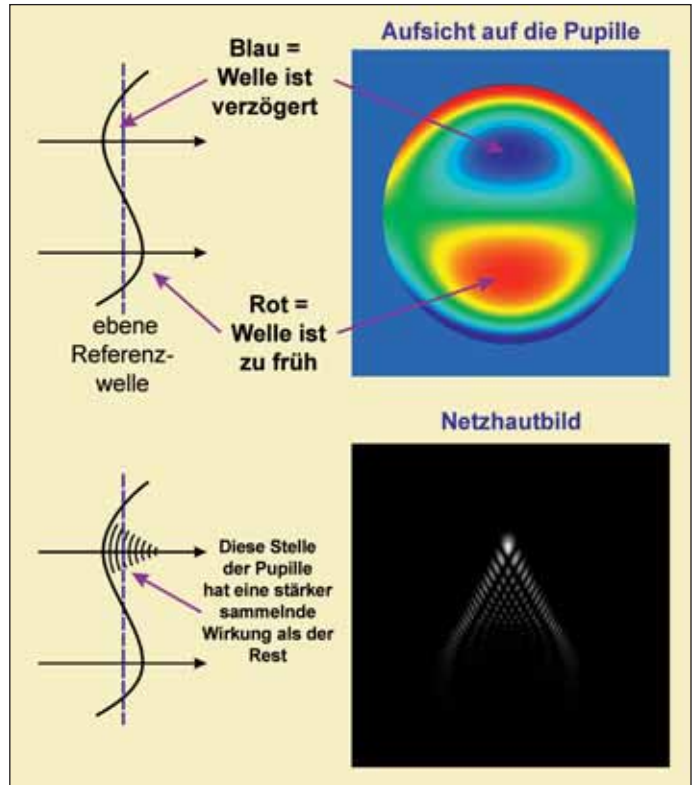 Aufsicht auf die Pupille
Blau =
Welle ist
verzögert
Rot =
Welle ist
zu früh
ebene
Referenz-
welle
Netzhautbild
Diese Stelle
der Pupille
hat eine stärker
sammelnde
Wirkung als der
Rest